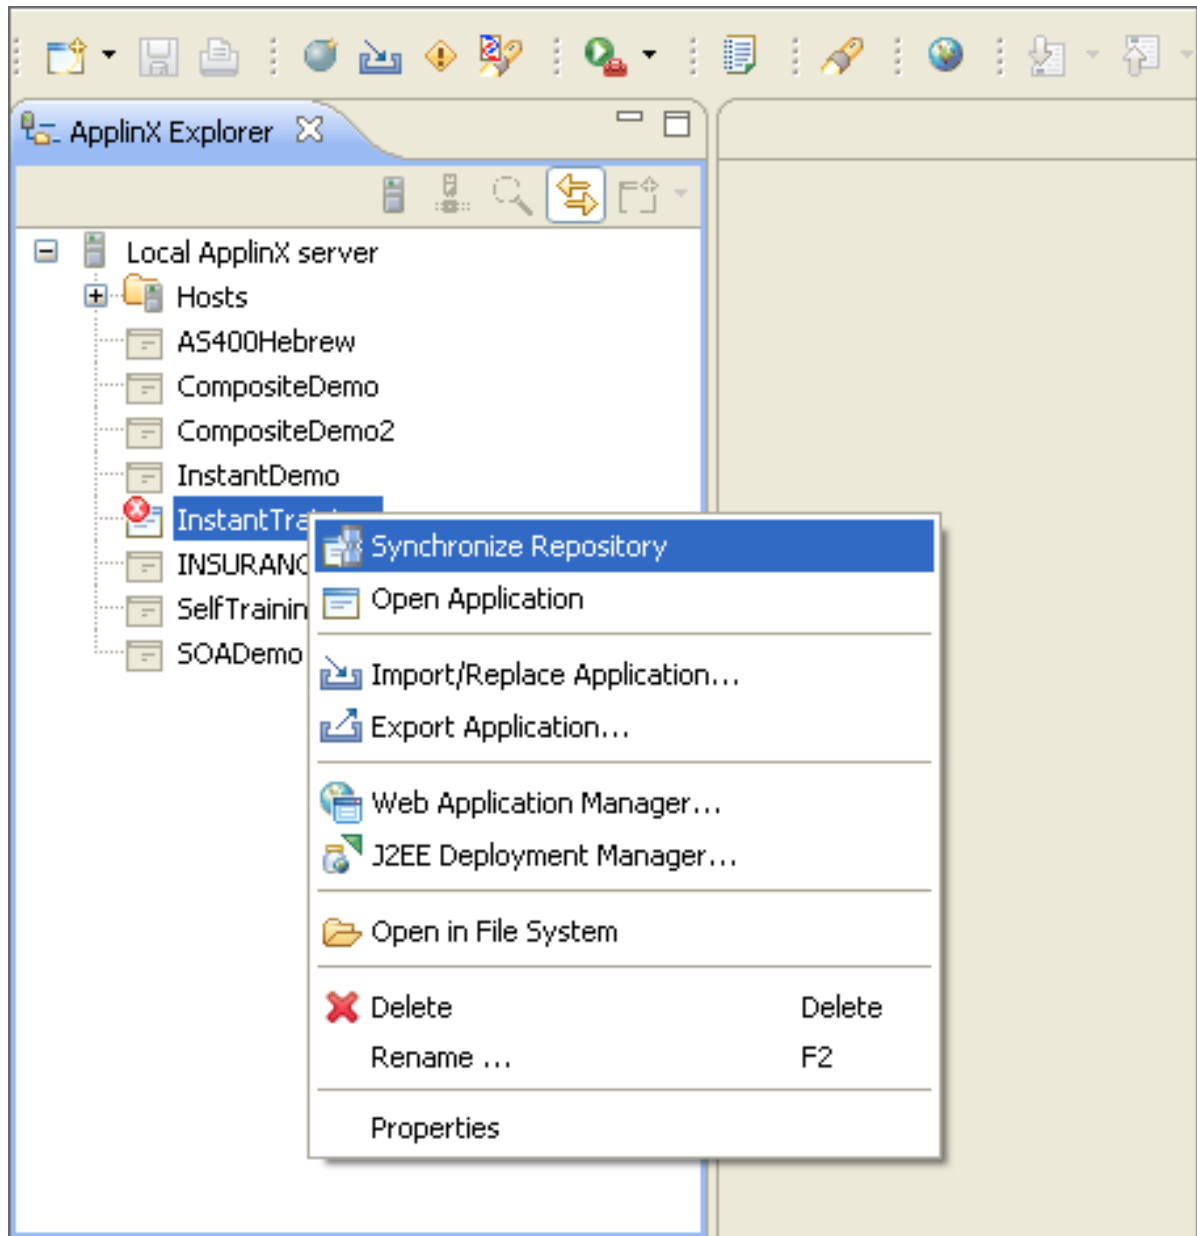 ApplinX Explorer
Local ApplinX server
Hosts
AS400Hebrew
CompositeDemo
CompositeDemo2
InstantDemo
Synchronize Repository
Open Application
SOADemo
Import/Replace Application...
Export Application...
Web Application Manager...
J2EE Deployment Manager...
Open in File System
Delete Delete
Rename ... F2
Properties